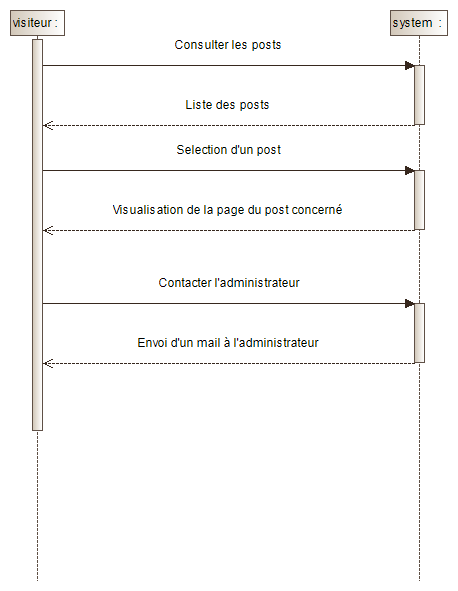 visiteur :
system :
Consulter les posts
Liste des posts
Selection d'un post
Visualisation de la page du post concerné
Contacter l'administrateur
Envoi d'un mail à l'administrateur